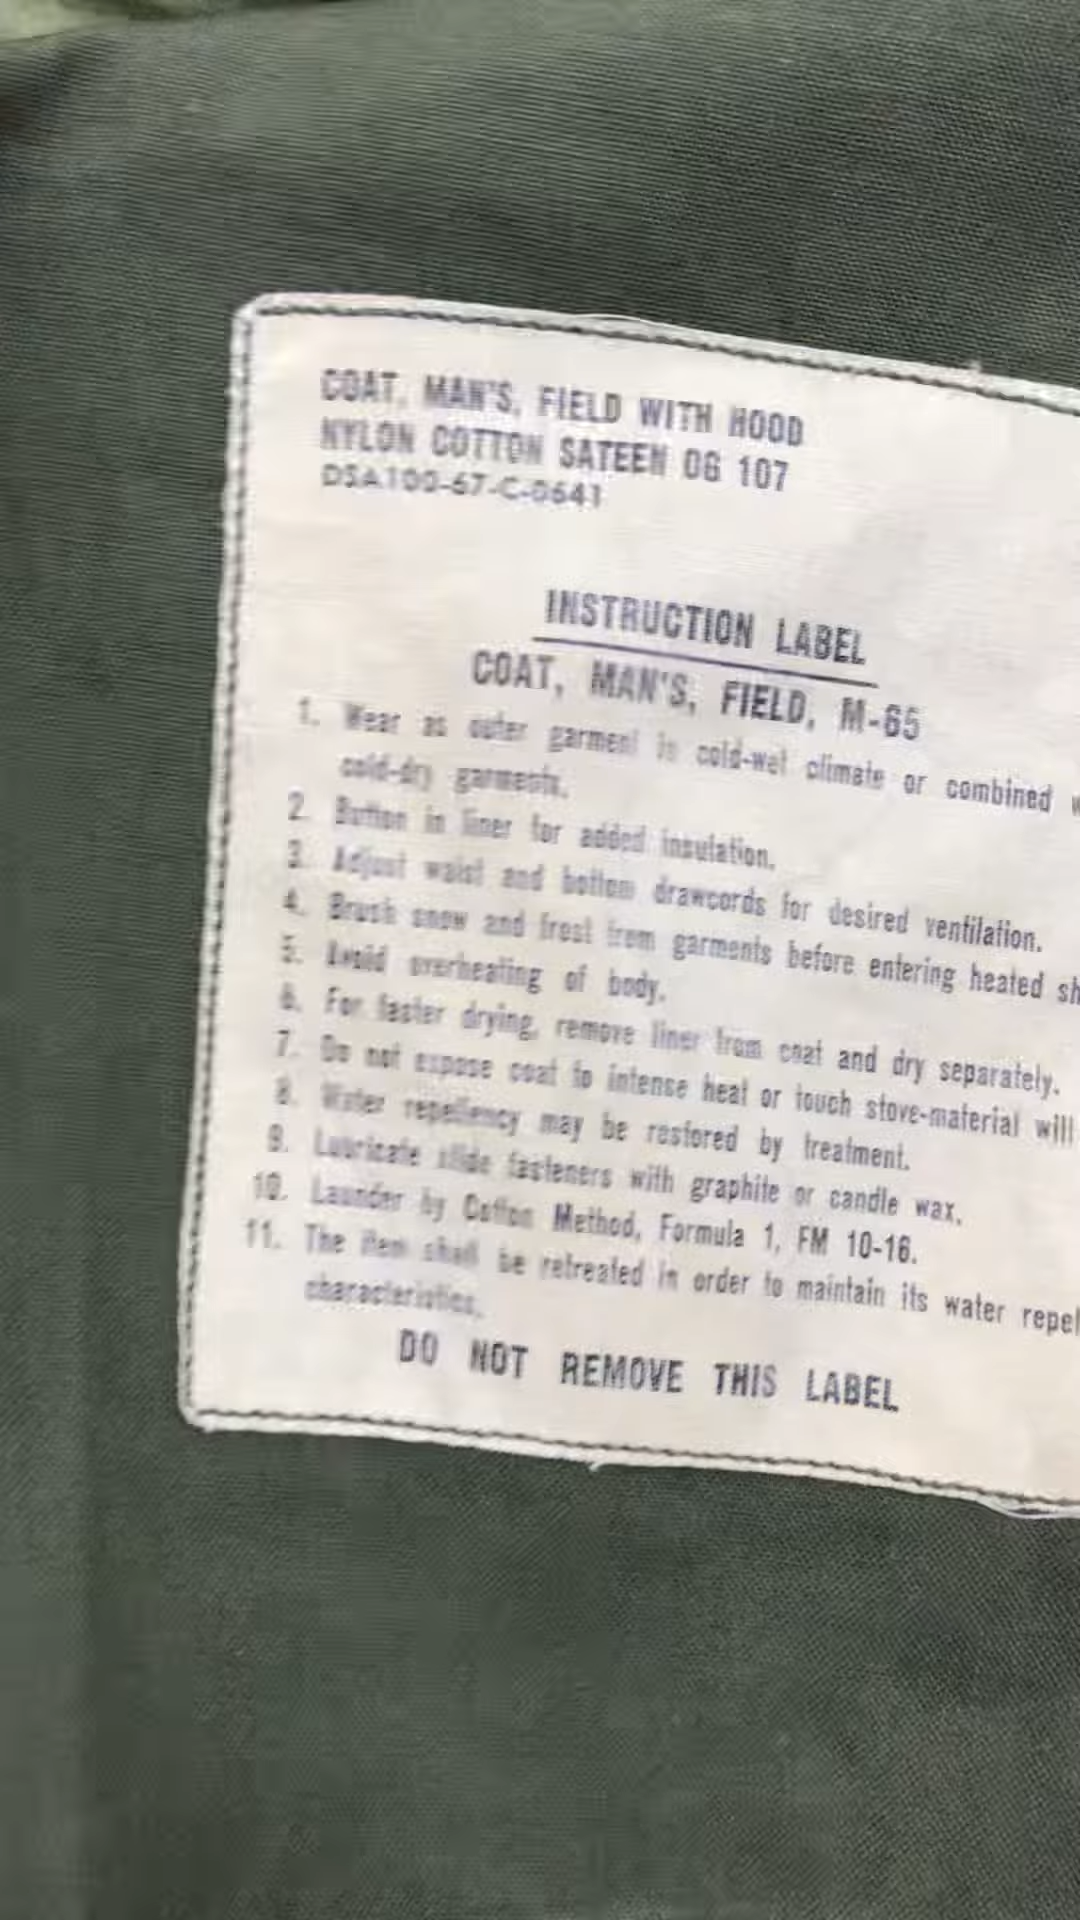 COAT, MAN'S, FIELD WITH HOOD
NYLON COTTON SATEEN OG 107
DSA100-67-C-0641
INSTRUCTION LABEL
COAT, MAN'S, FIELD, M-65
1. Wear as outer garment in cold-wet climate or combined w
cold-dry garments.
2. Button in liner for added insulation.
3. Adjust waist and bottom drawcords for desired ventilation.
4. Brush snow and frost from garments before entering heated sh
5. Avoid overheating of body.
6. For faster drying, remove liner from coat and dry separately.
7. Do not expose coat to intense heat or touch stove-material will
8. Water repellency may be restored by treatment.
9. Lubricate slide fasteners with graphite or candle wax.
10. Launder by Cotton Method, Formula 1, FM 10-16.
11. The item shall be retreated in order to maintain its water repel
characteristics.
DO NOT REMOVE THIS LABEL